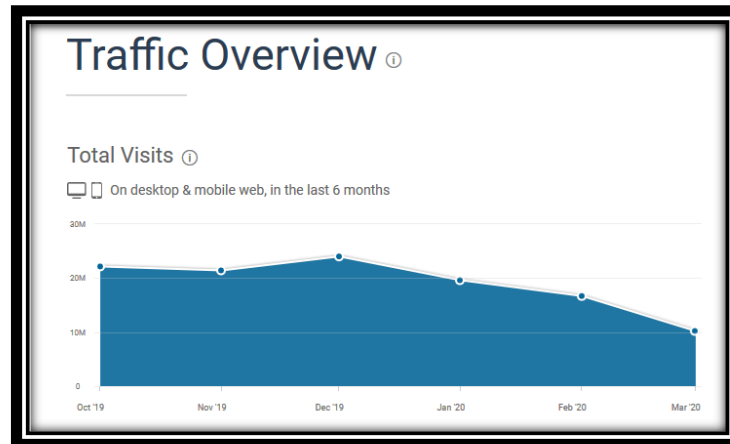 Traffic Overview
Total Visits
On desktop & mobile web, in the last 6 months
30M
20M
10M
0
Oct '19 Nov '19 Dec '19 Jan '20 Feb '20 Mar '20